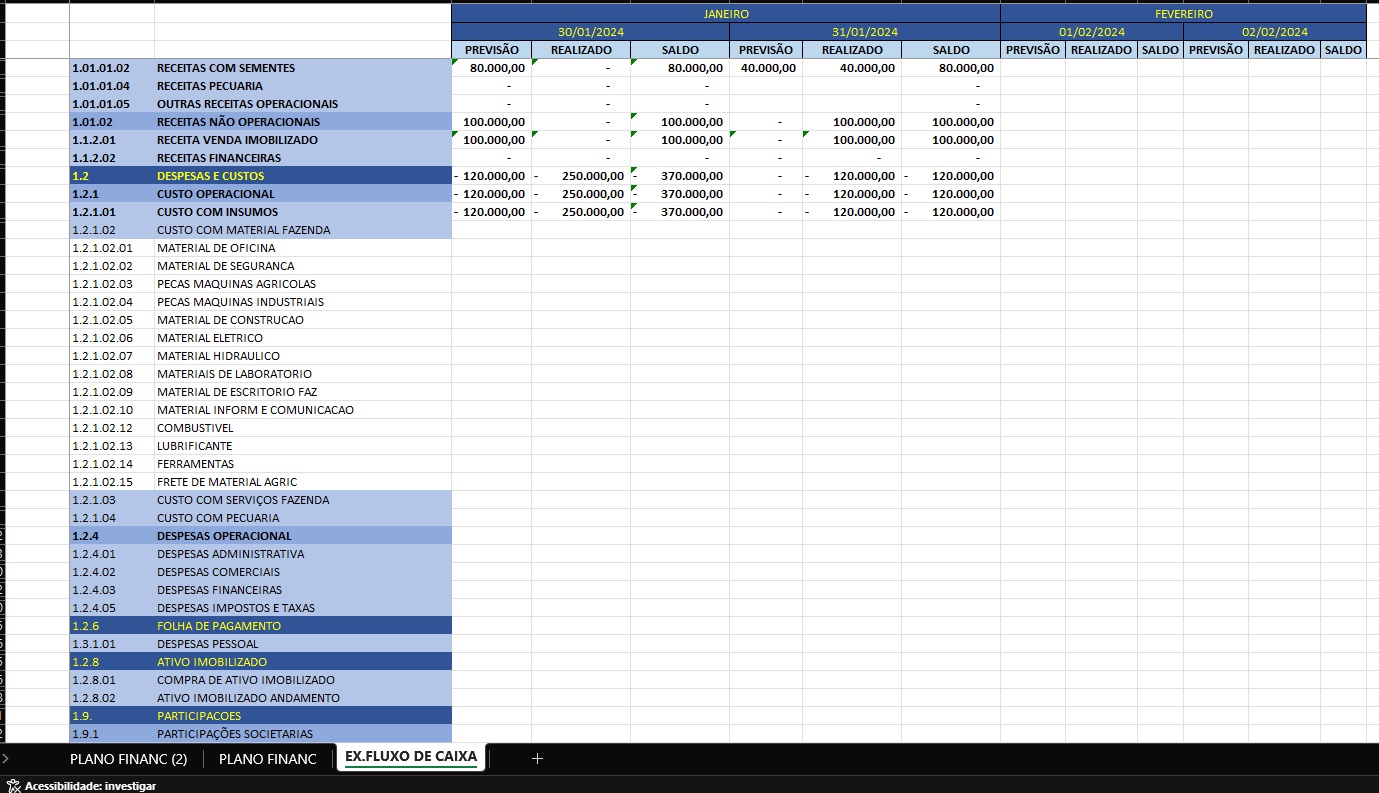 JANEIRO FEVEREIRO
30/01/2024 31/01/2024 01/02/2024 02/02/2024
PREVISÃO REALIZADO SALDO PREVISÃO REALIZADO SALDO PREVISÃO REALIZADO SALDO PREVISÃO REALIZADO SALDO
1.01.01.02 RECEITAS COM SEMENTES 80.000,00 - 80.000,00 40.000,00 40.000,00 80.000,00
1.01.01.04 RECEITAS PECUARIA - - - -
1.01.01.05 OUTRAS RECEITAS OPERACIONAIS - - - -
1.01.02 RECEITAS NÃO OPERACIONAIS 100.000,00 - 100.000,00 - 100.000,00 100.000,00
1.1.2.01 RECEITA VENDA IMOBILIZADO 100.000,00 - 100.000,00 - 100.000,00 100.000,00
1.1.2.02 RECEITAS FINANCEIRAS - - - - - -
1.2 DESPESAS E CUSTOS - 120.000,00 - 250.000,00 - 370.000,00 - - 120.000,00 - 120.000,00
1.2.1 CUSTO OPERACIONAL - 120.000,00 - 250.000,00 - 370.000,00 - - 120.000,00 - 120.000,00
1.2.1.01 CUSTO COM INSUMOS - 120.000,00 - 250.000,00 - 370.000,00 - - 120.000,00 - 120.000,00
1.2.1.02 CUSTO COM MATERIAL FAZENDA
1.2.1.02.01 MATERIAL DE OFICINA
1.2.1.02.02 MATERIAL DE SEGURANCA
1.2.1.02.03 PECAS MAQUINAS AGRICOLAS
1.2.1.02.04 PECAS MAQUINAS INDUSTRIAIS
1.2.1.02.05 MATERIAL DE CONSTRUCAO
1.2.1.02.06 MATERIAL ELETRICO
1.2.1.02.07 MATERIAL HIDRAULICO
1.2.1.02.08 MATERIAIS DE LABORATORIO
1.2.1.02.09 MATERIAL DE ESCRITORIO FAZ
1.2.1.02.10 MATERIAL INFORM E COMUNICACAO
1.2.1.02.12 COMBUSTIVEL
1.2.1.02.13 LUBRIFICANTE
1.2.1.02.14 FERRAMENTAS
1.2.1.02.15 FRETE DE MATERIAL AGRIC
1.2.1.03 CUSTO COM SERVIÇOS FAZENDA
1.2.1.04 CUSTO COM PECUARIA
1.2.4 DESPESAS OPERACIONAL
1.2.4.01 DESPESAS ADMINISTRATIVA
1.2.4.02 DESPESAS COMERCIAIS
1.2.4.03 DESPESAS FINANCEIRAS
1.2.4.05 DESPESAS IMPOSTOS E TAXAS
1.2.6 FOLHA DE PAGAMENTO
1.3.1.01 DESPESAS PESSOAL
1.2.8 ATIVO IMOBILIZADO
1.2.8.01 COMPRA DE ATIVO IMOBILIZADO
1.2.8.02 ATIVO IMOBILIZADO ANDAMENTO
1.9. PARTICIPACOES
1.9.1 PARTICIPAÇÕES SOCIETARIAS
PLANO FINANC (2) PLANO FINANC EX.FLUXO DE CAIXA +
Acessibilidade: investigar